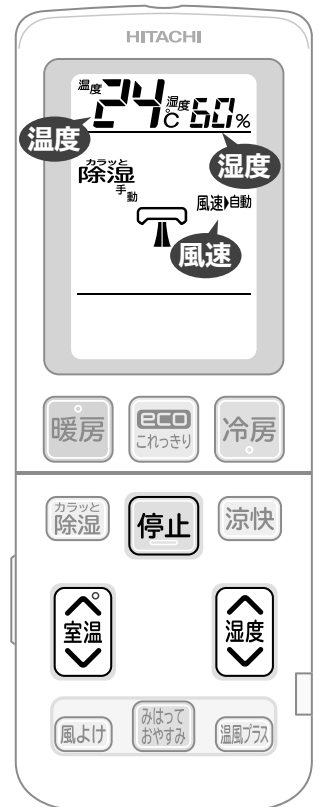 HITACHI
温度 24℃ 湿度 60%
温度
湿度
カラッと
除湿
手動
風速 自動
風速
暖房
eco
これっきり
冷房
カラッと
除湿
停止
涼快
室温
湿度
風よけ
みはって
おやすみ
温風プラス